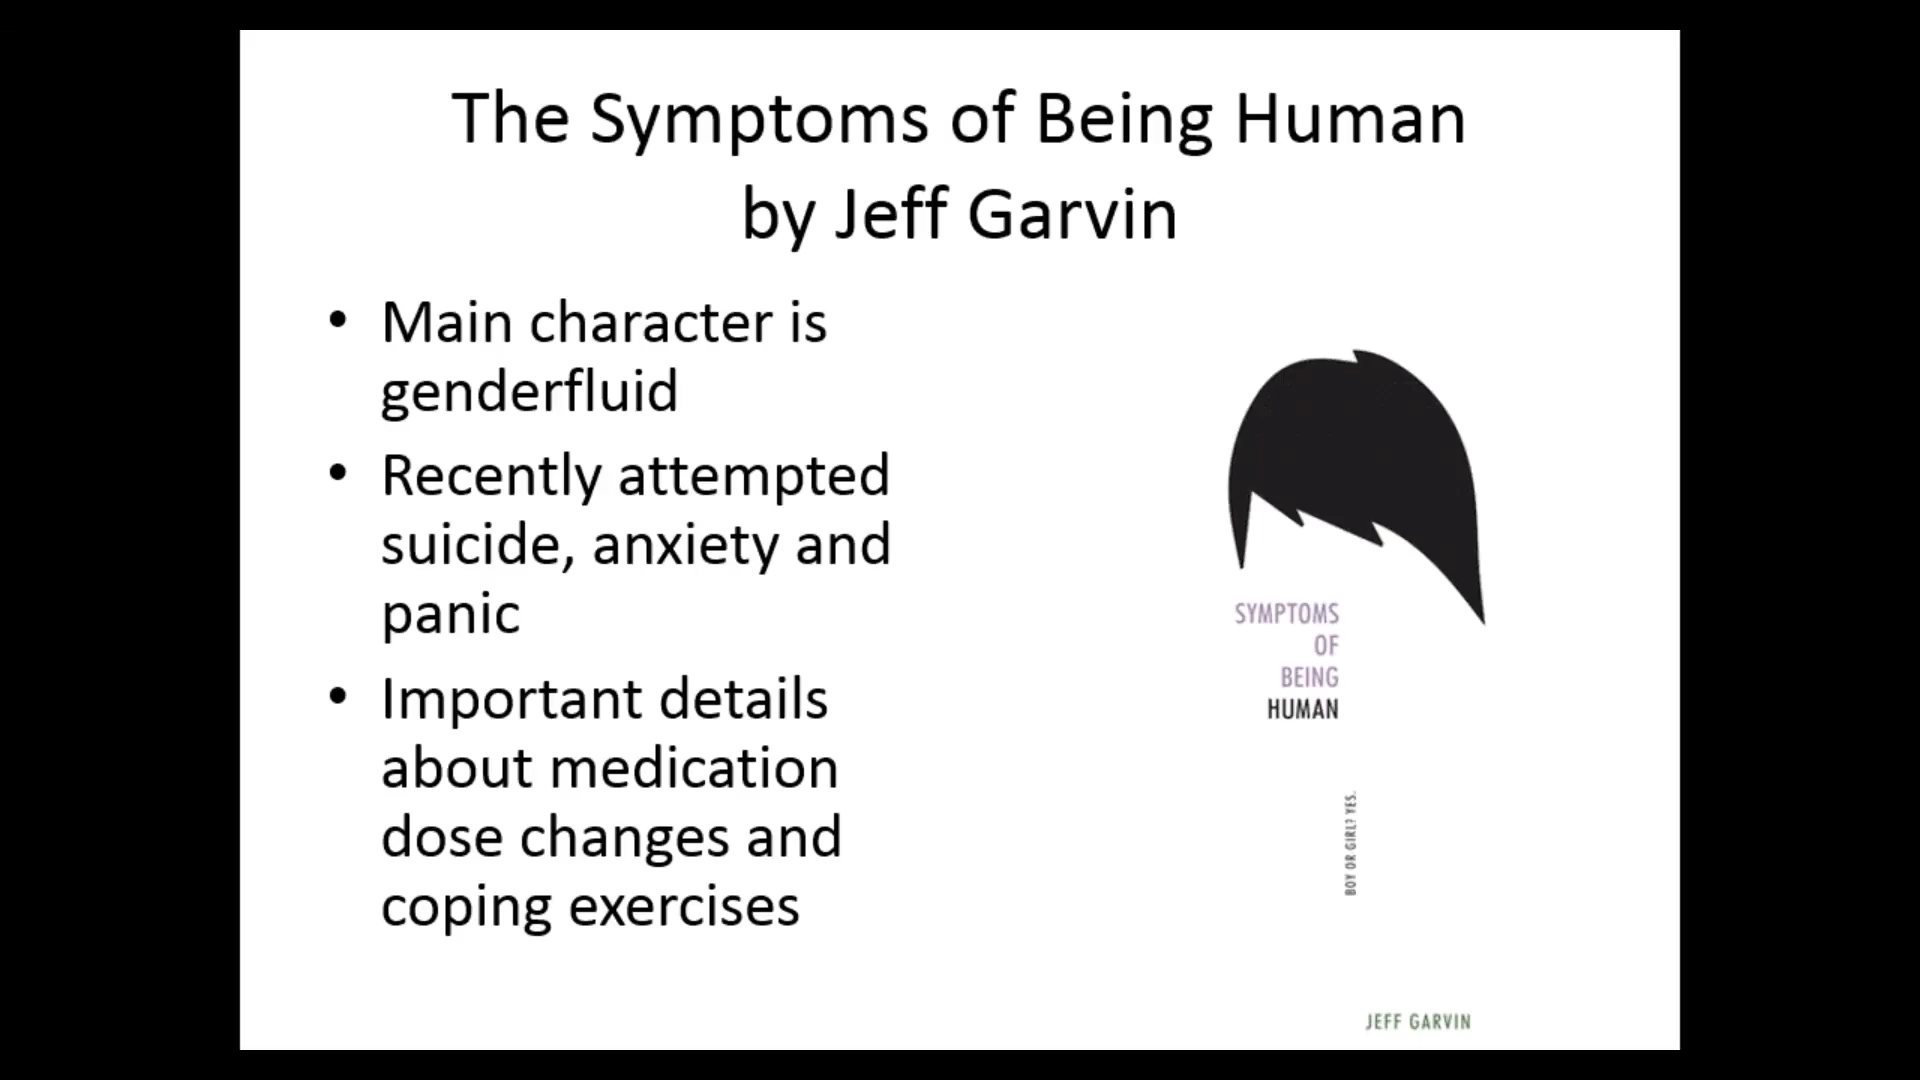 The Symptoms of Being Human
by Jeff Garvin
• Main character is
genderfluid
• Recently attempted
suicide, anxiety and
panic
• Important details
about medication
dose changes and
coping exercises
SYMPTOMS
OF
BEING
HUMAN
BOY OR GIRL? YES.
JEFF GARVIN